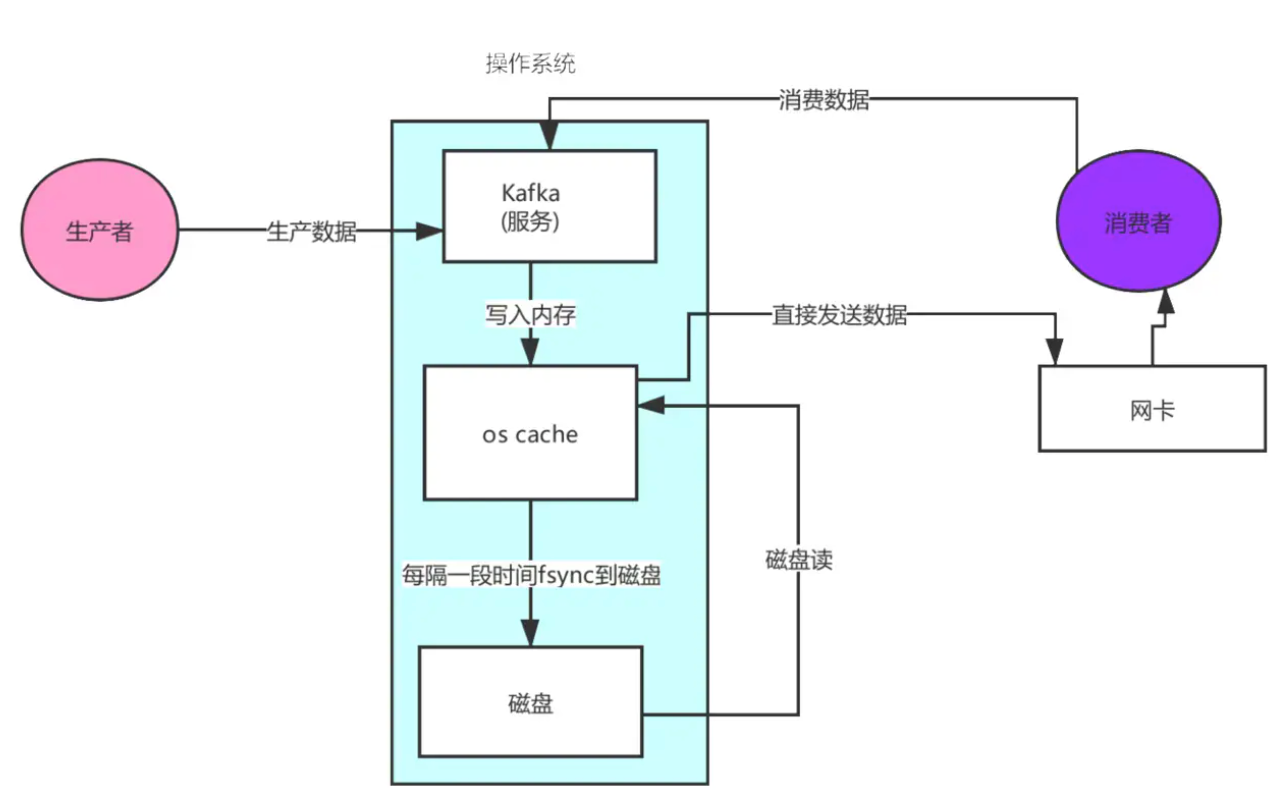 操作系统
消费数据
Kafka
(服务)
生产者
生产数据
消费者
写入内存
直接发送数据
网卡
os cache
磁盘读
每隔一段时间fsync到磁盘
磁盘